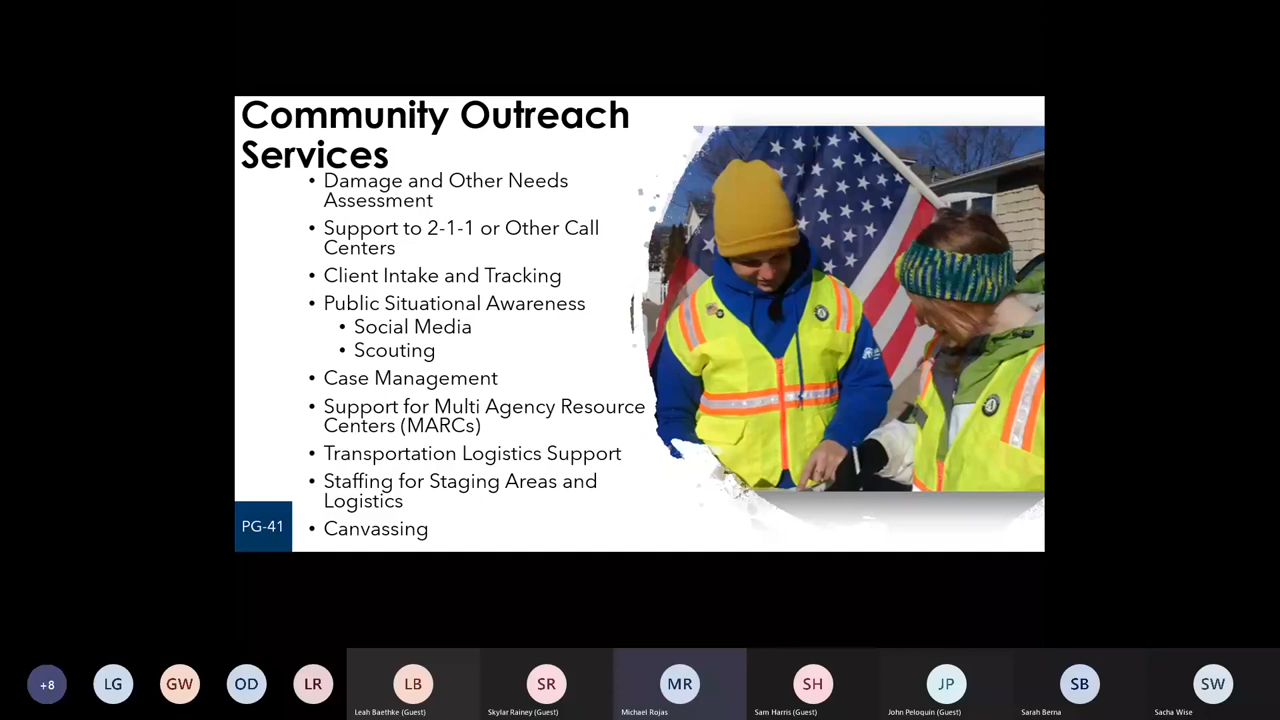 Community Outreach
Services
• Damage and Other Needs
Assessment
• Support to 2-1-1 or Other Call
Centers
• Client Intake and Tracking
• Public Situational Awareness
• Social Media
• Scouting
• Case Management
• Support for Multi Agency Resource
Centers (MARCs)
• Transportation Logistics Support
• Staffing for Staging Areas and
Logistics
• Canvassing
PG-41
+8
LG
GW
OD
LR
LB
SR
MR
SH
JP
SB
SW
Leah Baethke (Guest)
Skylar Rainey (Guest)
Michael Rojas
Sam Harris (Guest)
John Peloquin (Guest)
Sarah Berna
Sacha Wise